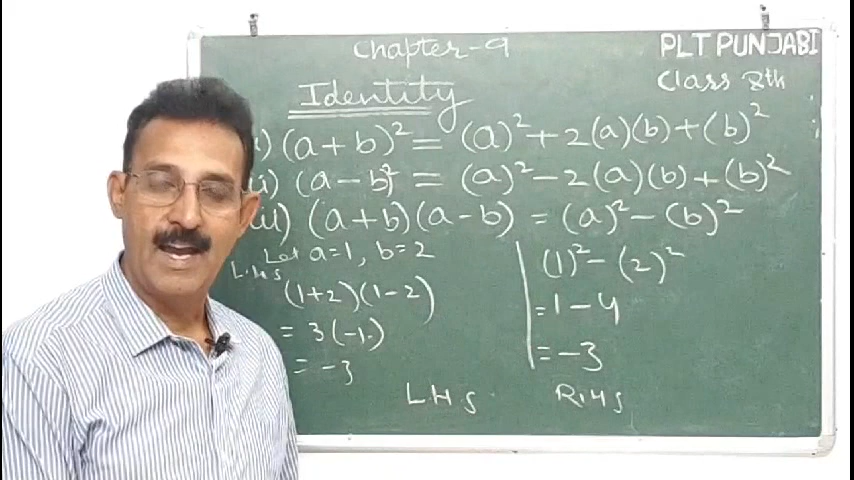 Chapter-9
PLT PUNJABI
Class 8th
Identity
i) (a+b)² = (a)² + 2(a)(b) + (b)²
ii) (a-b)² = (a)² - 2(a)(b) + (b)²
iii) (a+b)(a-b) = (a)² - (b)²
Let a=1, b=2
L.H.S
(1+2)(1-2)
= 3(-1)
= -3
(1)² - (2)²
= 1 - 4
= -3
L.H.S
R.H.S